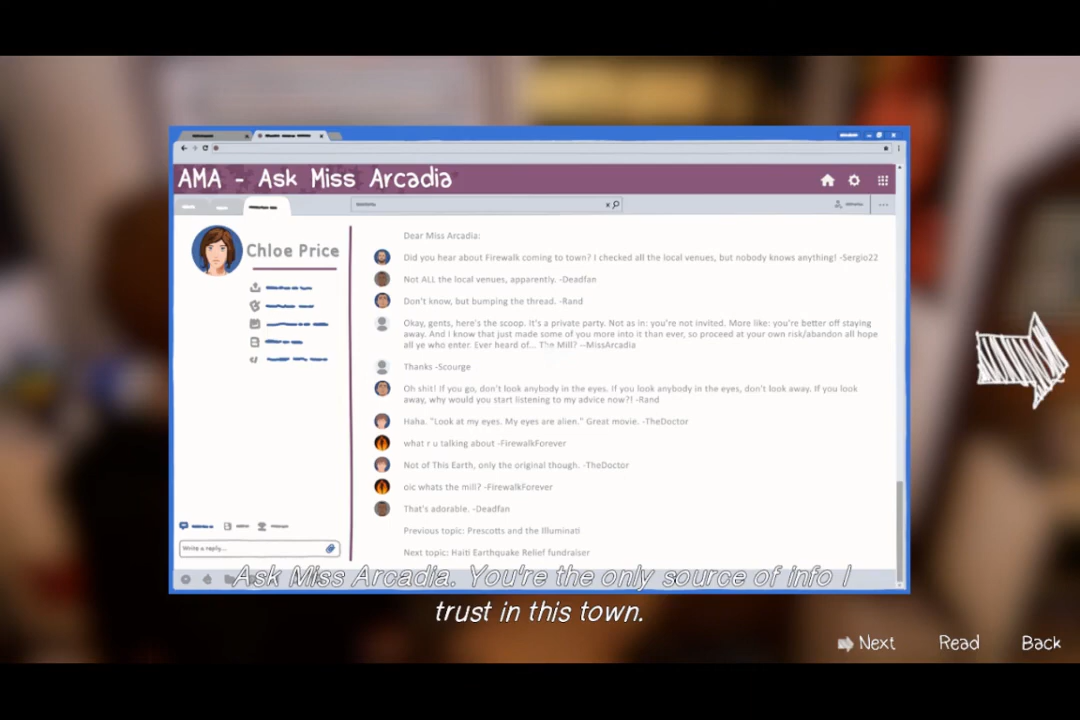 AMA - Ask Miss Arcadia
Chloe Price
Dear Miss Arcadia:
Did you hear about Firewalk coming to town? I checked all the local venues, but nobody knows anything! -Sergio22
Not ALL the local venues, apparently. -Deadfan
Don't know, but bumping the thread. -Rand
Okay, gents, here's the scoop. It's a private party. Not as in: you're not invited. More like: you're better off staying
away. And I know that just made some of you more into it than ever, so proceed at your own risk/abandon all hope
all ye who enter. Ever heard of... The Mill? --MissArcadia
Thanks -Scourge
Oh shit! If you go, don't look anybody in the eyes. If you look anybody in the eyes, don't look away. If you look
away, why would you start listening to my advice now?! -Rand
Haha. "Look at my eyes. My eyes are alien." Great movie. -TheDoctor
what r u talking about -FirewalkForever
Not of This Earth, only the original though. -TheDoctor
oic whats the mill? -FirewalkForever
That's adorable. -Deadfan
Previous topic: Prescotts and the Illuminati
Next topic: Haiti Earthquake Relief fundraiser
Write a reply...
Ask Miss Arcadia. You're the only source of info I
trust in this town.
Next Read Back